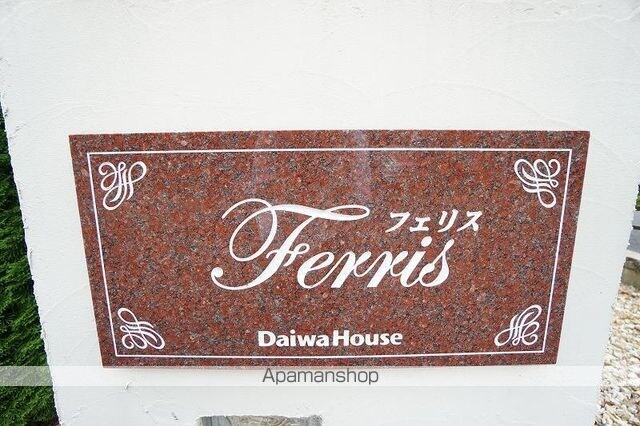 フェリス
Ferris
DaiwaHouse
Apamanshop